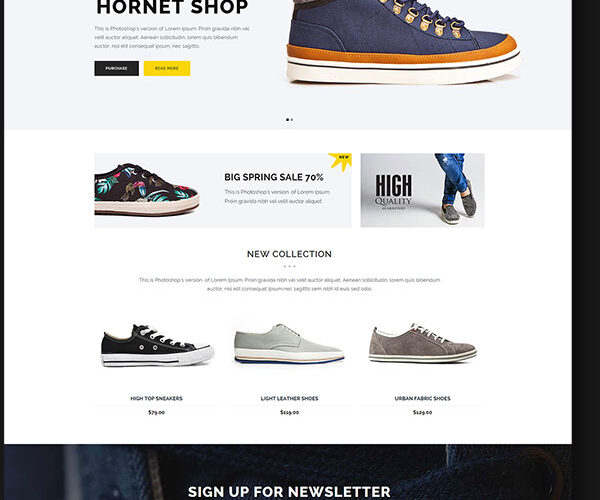 HORNET SHOP
This is Photoshop's version of Lorem Ipsum. Proin gravida nibh vel
velit auctor aliquet. Aenean sollicitudin, lorem quis bibendum auctor,
nisi elit consequat ipsum, nec sagittis.
PURCHASE
READ MORE
NEW
BIG SPRING SALE 70%
This is Photoshop's version of Lorem Ipsum.
Proin gravida nibh vel velit auctor aliquet.
HIGH
QUALITY
GUARANTEED
NEW COLLECTION
This is Photoshop's version of Lorem Ipsum. Proin gravida nibh vel velit auctor aliquet. Aenean sollicitudin, lorem quis bibendum
auctor, nisi elit consequat ipsum,nec sagittis sem nibh id elit. Duis sed odio.
HIGH TOP SNEAKERS
$79.00
LIGHT LEATHER SHOES
$119.00
URBAN FABRIC SHOES
$129.00
SIGN UP FOR NEWSLETTER